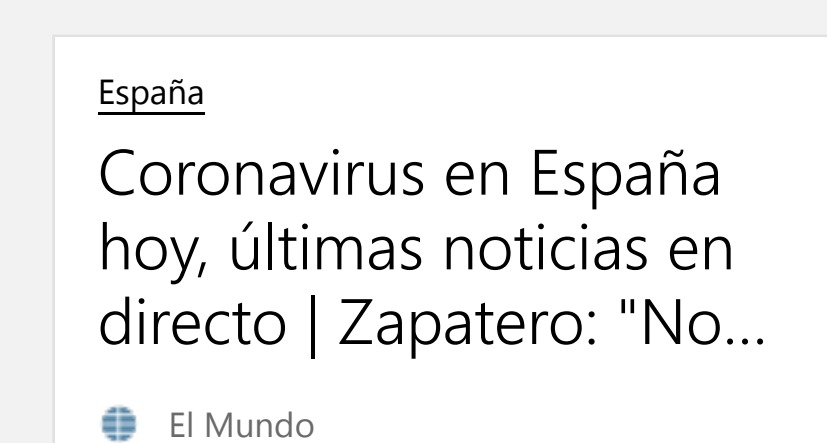 España
Coronavirus en España
hoy, últimas noticias en
directo | Zapatero: "No...
El Mundo